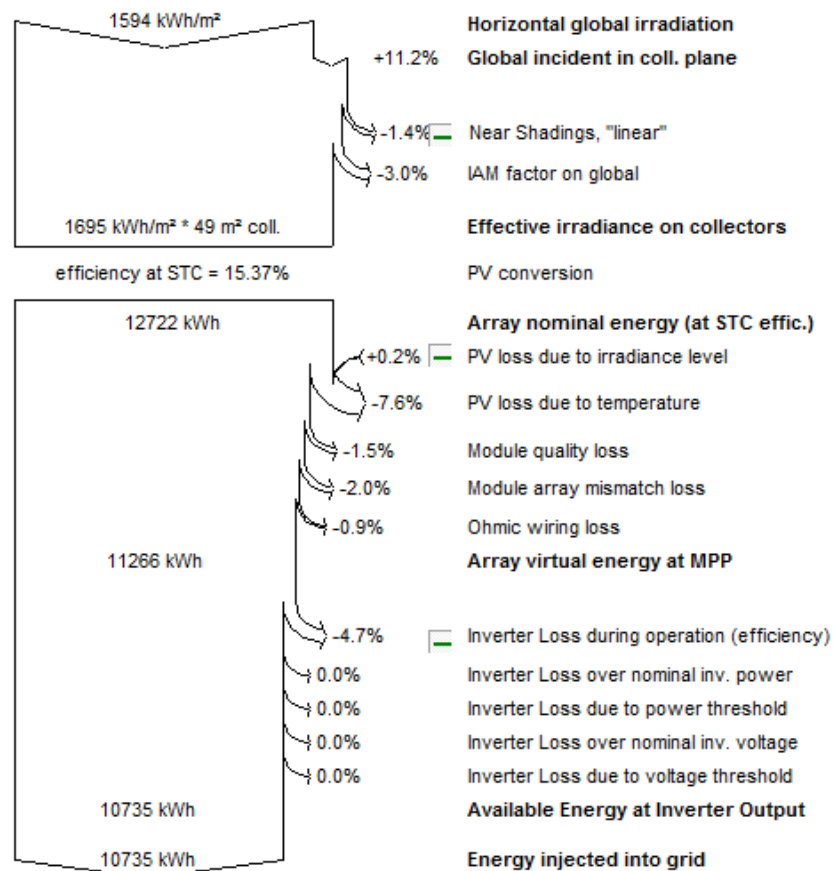 1594 kWh/m² Horizontal global irradiation
+11.2% Global incident in coll. plane
-1.4% Near Shadings, "linear"
-3.0% IAM factor on global
1695 kWh/m² * 49 m² coll. Effective irradiance on collectors
efficiency at STC = 15.37% PV conversion
12722 kWh Array nominal energy (at STC effic.)
+0.2% PV loss due to irradiance level
-7.6% PV loss due to temperature
-1.5% Module quality loss
-2.0% Module array mismatch loss
-0.9% Ohmic wiring loss
11266 kWh Array virtual energy at MPP
-4.7% Inverter Loss during operation (efficiency)
0.0% Inverter Loss over nominal inv. power
0.0% Inverter Loss due to power threshold
0.0% Inverter Loss over nominal inv. voltage
0.0% Inverter Loss due to voltage threshold
10735 kWh Available Energy at Inverter Output
10735 kWh Energy injected into grid